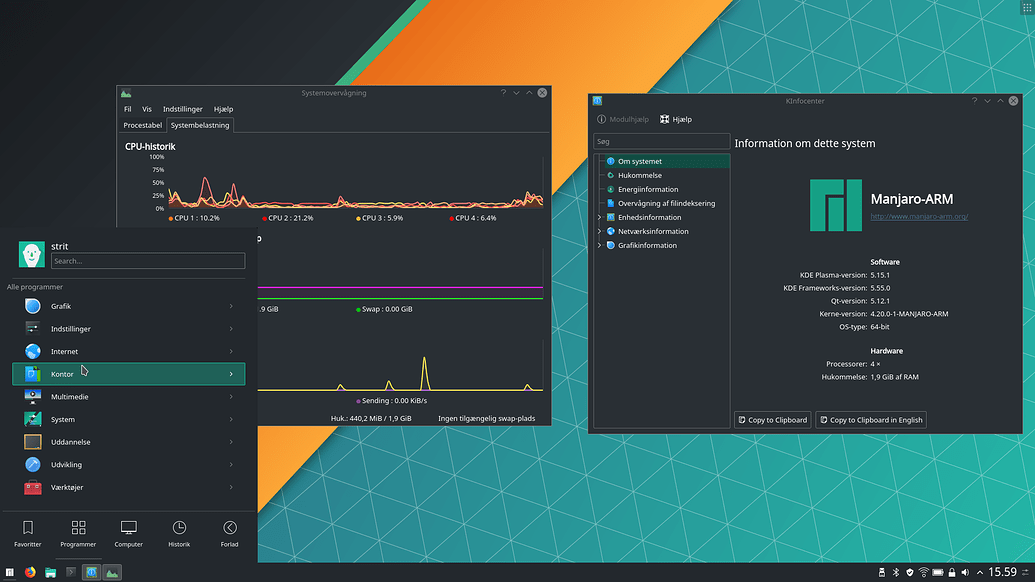 Systemovervågning
Fil Vis Indstillinger Hjælp
Procestabel Systembelastning
CPU-historik
100%
75%
50%
25%
0%
CPU 1 : 10.2% CPU 2 : 21.2% CPU 3 : 5.9% CPU 4 : 6.4%
.9 GiB Swap : 0.00 GiB
Sending : 0.00 KiB/s
Huk.: 440,2 MiB / 1,9 GiB Ingen tilgængelig swap-plads
KInfocenter
Modulhjælp Hjælp
Søg
Om systemet
Hukommelse
Energiinformation
Overvågning af filindeksering
Enhedsinformation
Netværksinformation
Grafikinformation
Information om dette system
Manjaro-ARM
http://www.manjaro-arm.org/
Software
KDE Plasma-version: 5.15.1
KDE Frameworks-version: 5.55.0
Qt-version: 5.12.1
Kerne-version: 4.20.0-1-MANJARO-ARM
OS-type: 64-bit
Hardware
Processorer: 4 ×
Hukommelse: 1,9 GiB af RAM
Copy to Clipboard Copy to Clipboard in English
strit
Search...
Alle programmer
Grafik
Indstillinger
Internet
Kontor
Multimedie
System
Uddannelse
Udvikling
Værktøjer
Favoritter Programmer Computer Historik Forlad
15.59